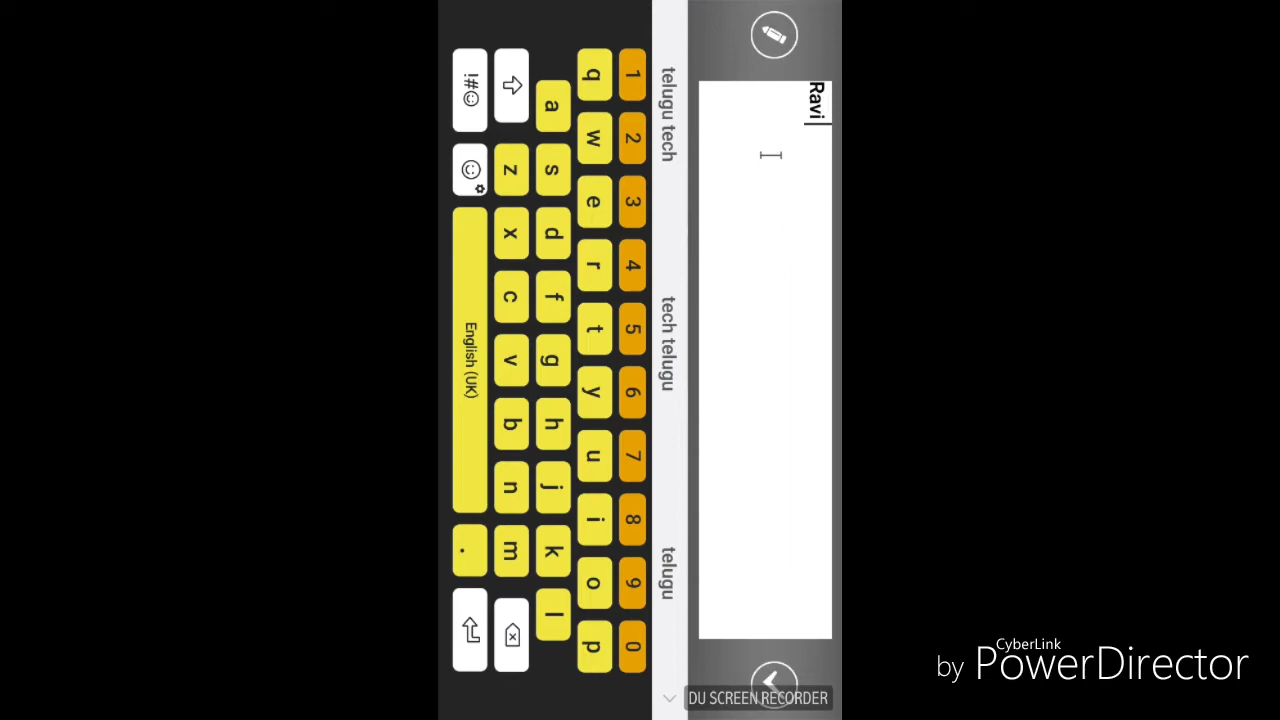 Ravi
telugu tech tech telugu telugu
1 2 3 4 5 6 7 8 9 0
q w e r t y u i o p
a s d f g h j k l
z x c v b n m
!#☺ English (UK) .
DU SCREEN RECORDER
CyberLink
by PowerDirector